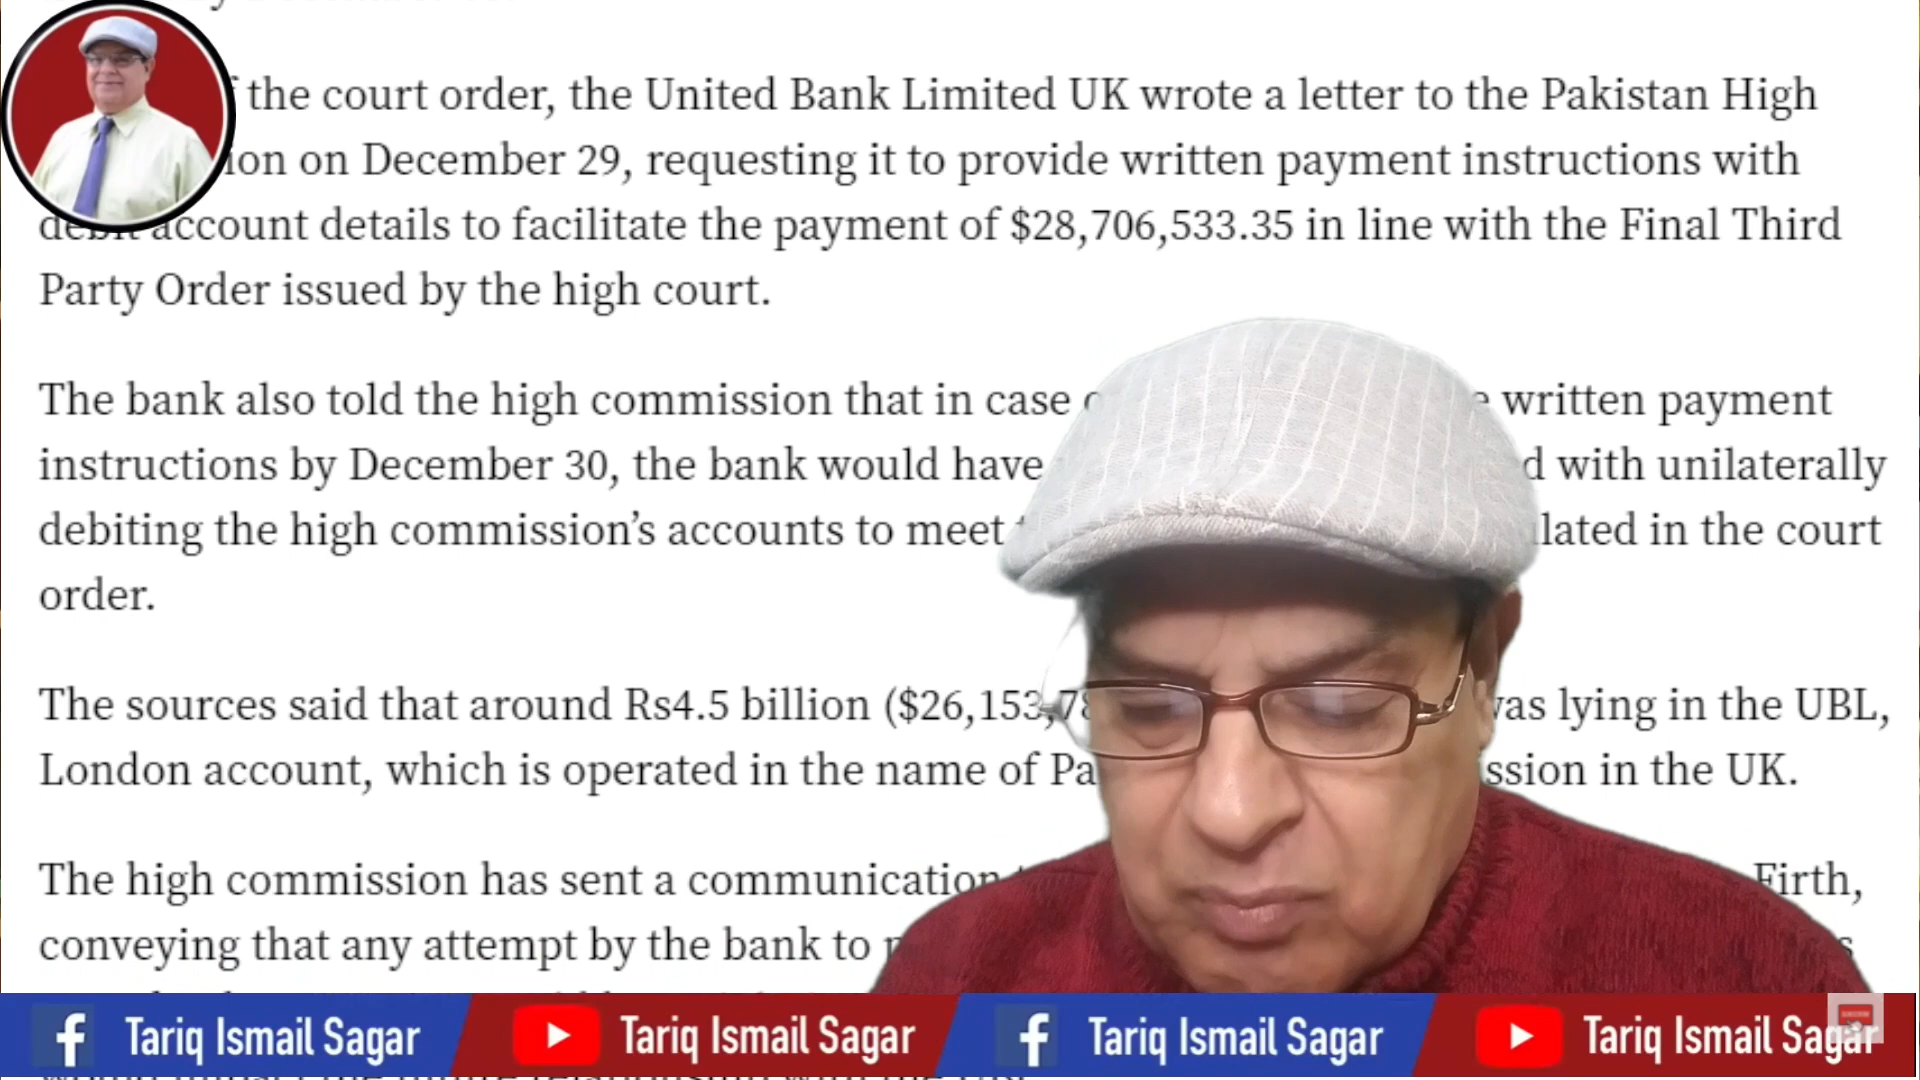 the court order, the United Bank Limited UK wrote a letter to the Pakistan High
on December 29, requesting it to provide written payment instructions with
debit account details to facilitate the payment of $28,706,533.35 in line with the Final Third
Party Order issued by the high court.
The bank also told the high commission that in case written payment
instructions by December 30, the bank would have with unilaterally
debiting the high commission’s accounts to meet in the court
order.
The sources said that around Rs4.5 billion ($26,153,78 was lying in the UBL,
London account, which is operated in the name of in the UK.
The high commission has sent a communication Firth,
conveying that any attempt by the bank to
Tariq Ismail Sagar Tariq Ismail Sagar Tariq Ismail Sagar Tariq Ismail Sagar